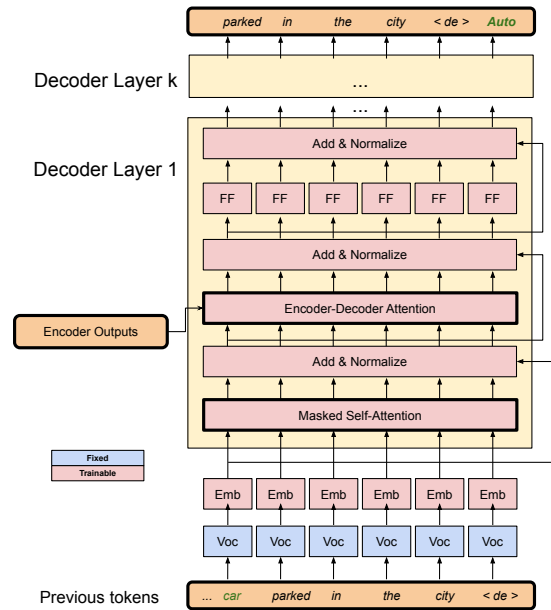 parked in the city < de > Auto
Decoder Layer k
...
...
Add & Normalize
Decoder Layer 1
FF FF FF FF FF FF
Add & Normalize
Encoder-Decoder Attention
Encoder Outputs
Add & Normalize
Masked Self-Attention
Fixed
Trainable
Emb Emb Emb Emb Emb Emb
Voc Voc Voc Voc Voc Voc
Previous tokens
... car parked in the city < de >